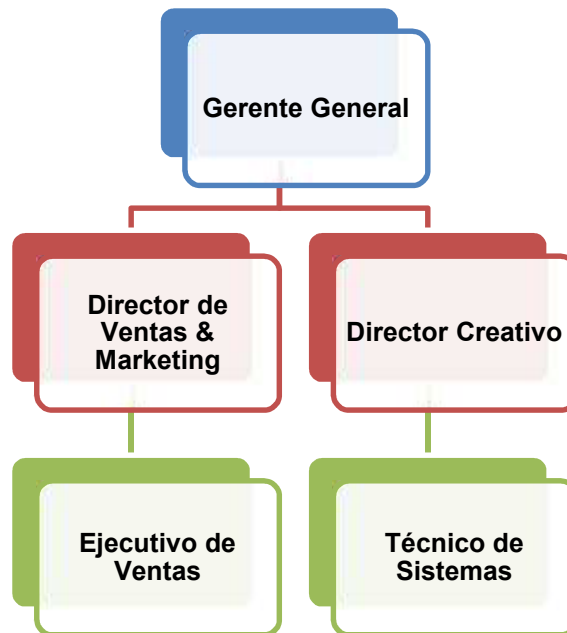 Gerente General
Director de
Ventas &
Marketing
Director Creativo
Ejecutivo de
Ventas
Técnico de
Sistemas